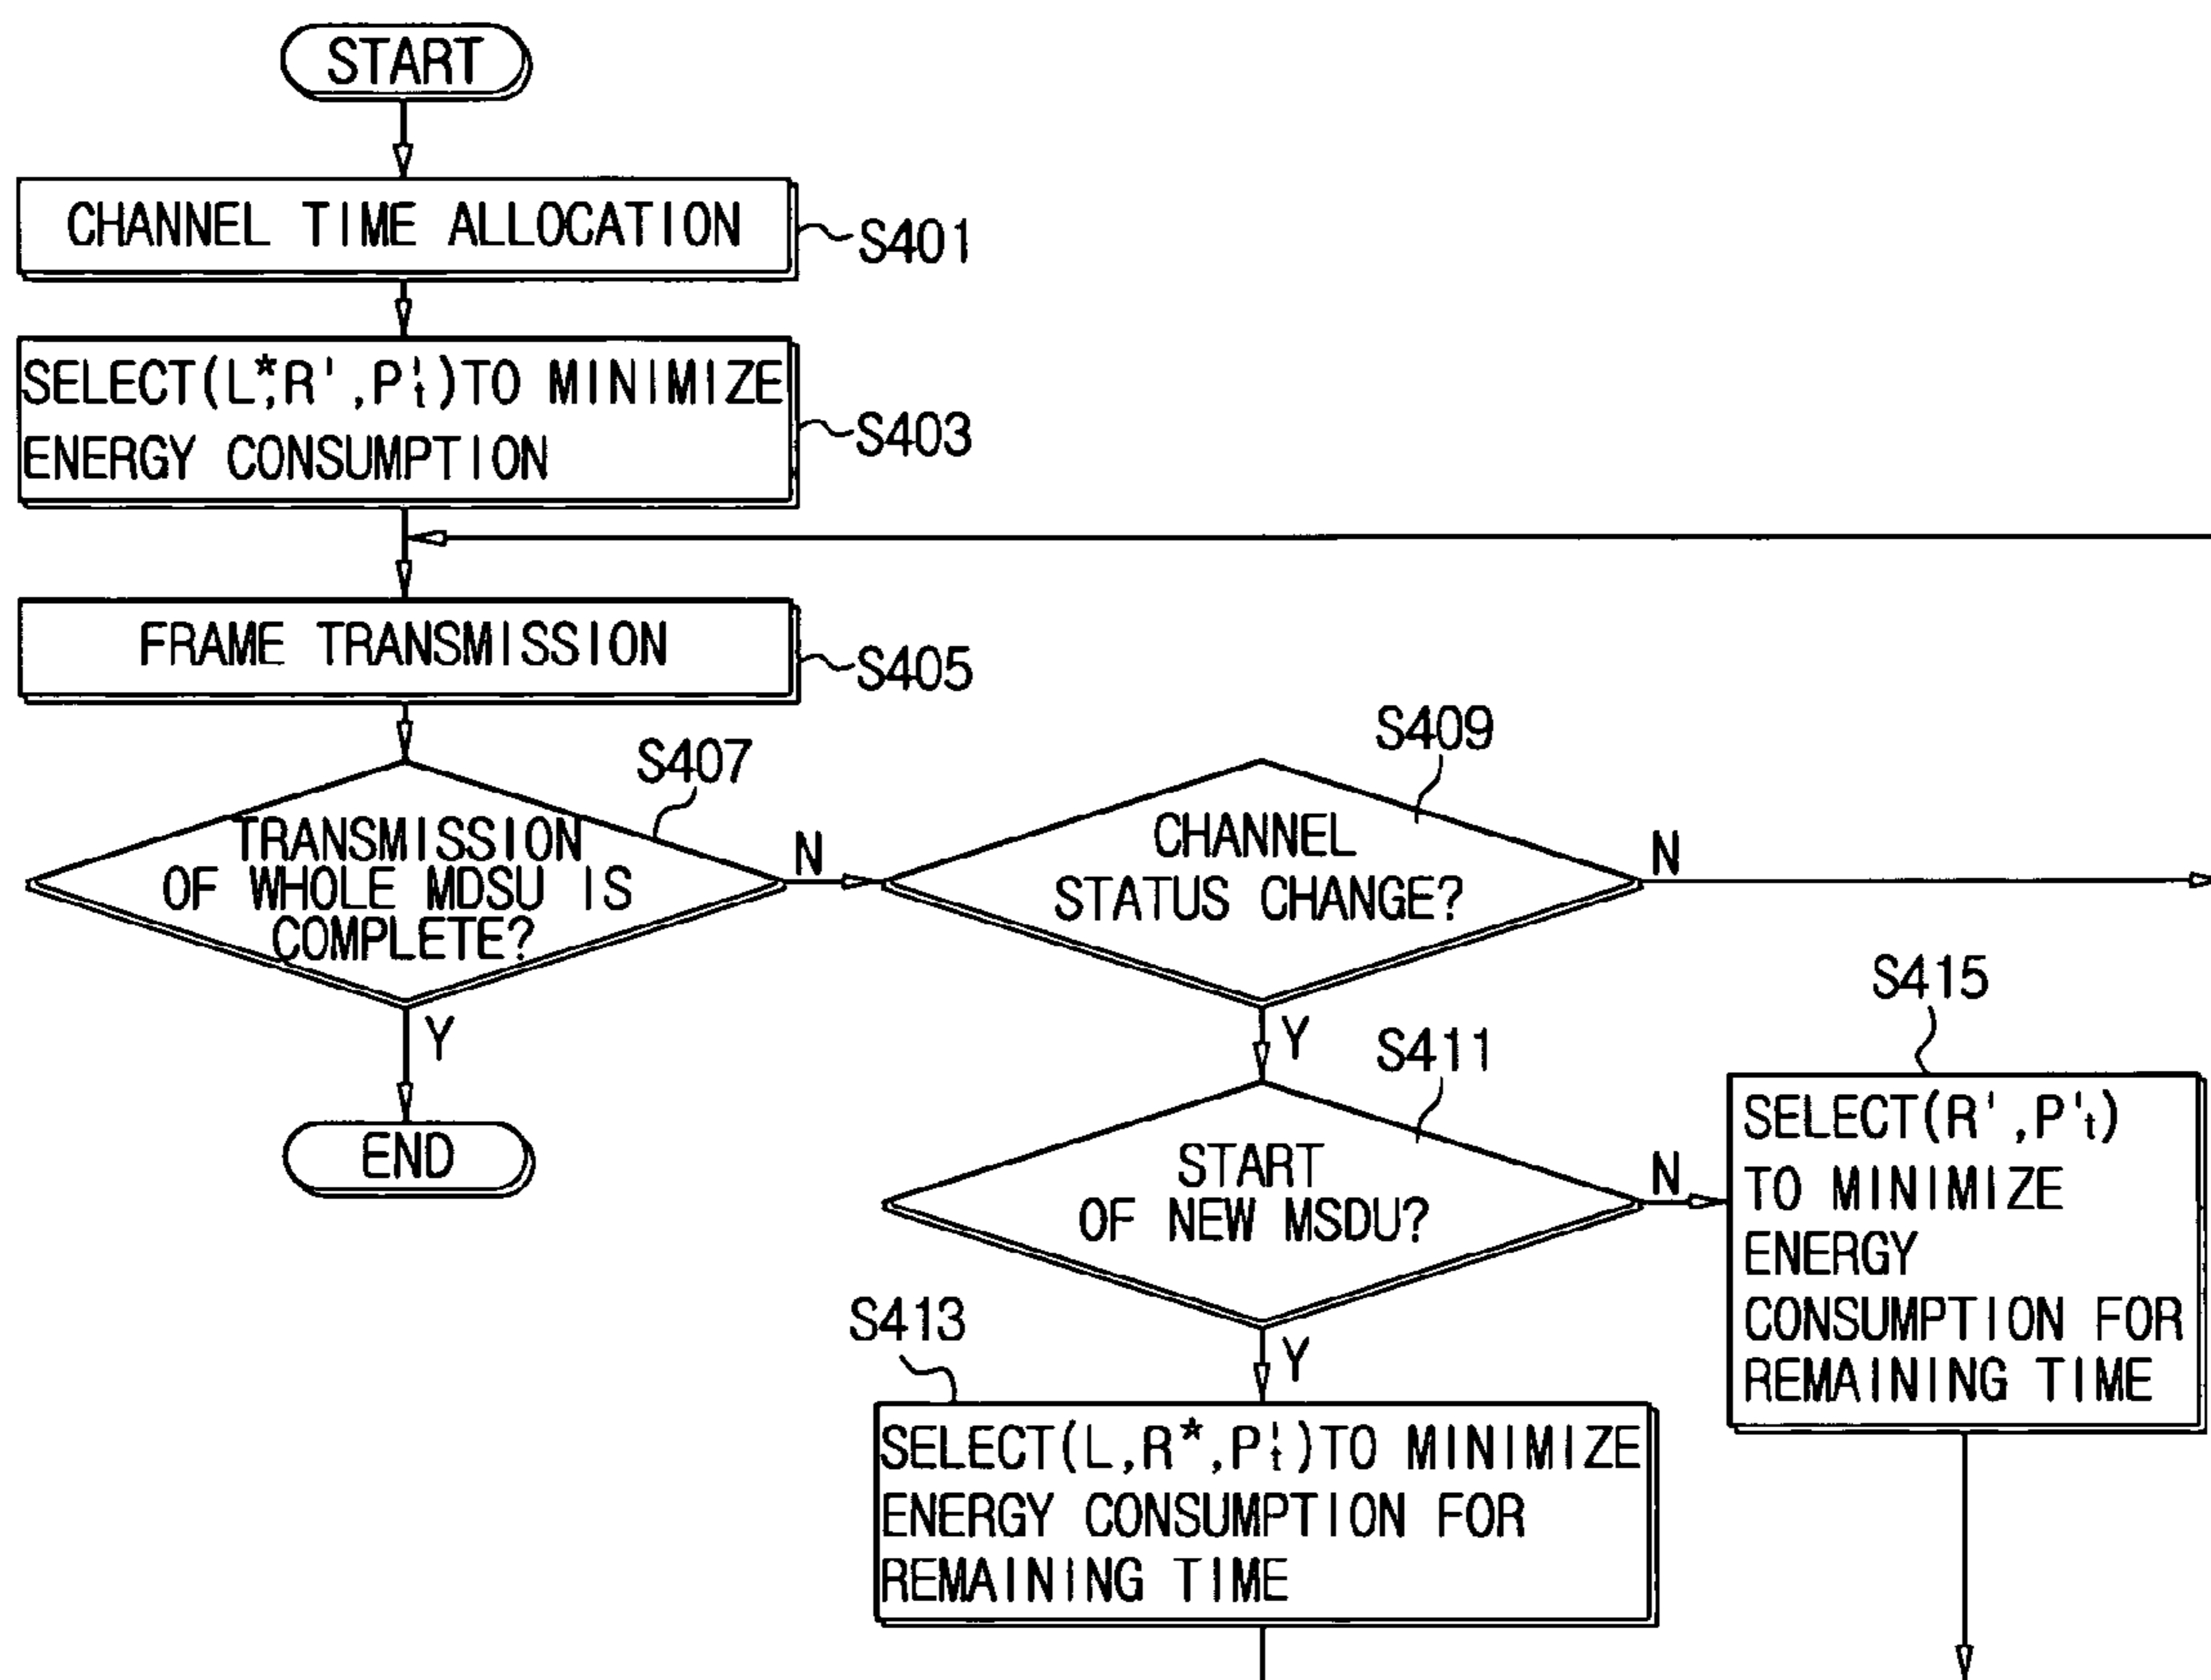 START
CHANNEL TIME ALLOCATION
S401
SELECT(L*,R',P't)TO MINIMIZE
ENERGY CONSUMPTION
S403
FRAME TRANSMISSION
S405
S407
TRANSMISSION
OF WHOLE MDSU IS
COMPLETE?
N
Y
END
S409
CHANNEL
STATUS CHANGE?
N
Y
S411
START
OF NEW MSDU?
N
Y
S415
SELECT(R',P't)
TO MINIMIZE
ENERGY
CONSUMPTION FOR
REMAINING TIME
S413
SELECT(L,R*,P't)TO MINIMIZE
ENERGY CONSUMPTION FOR
REMAINING TIME